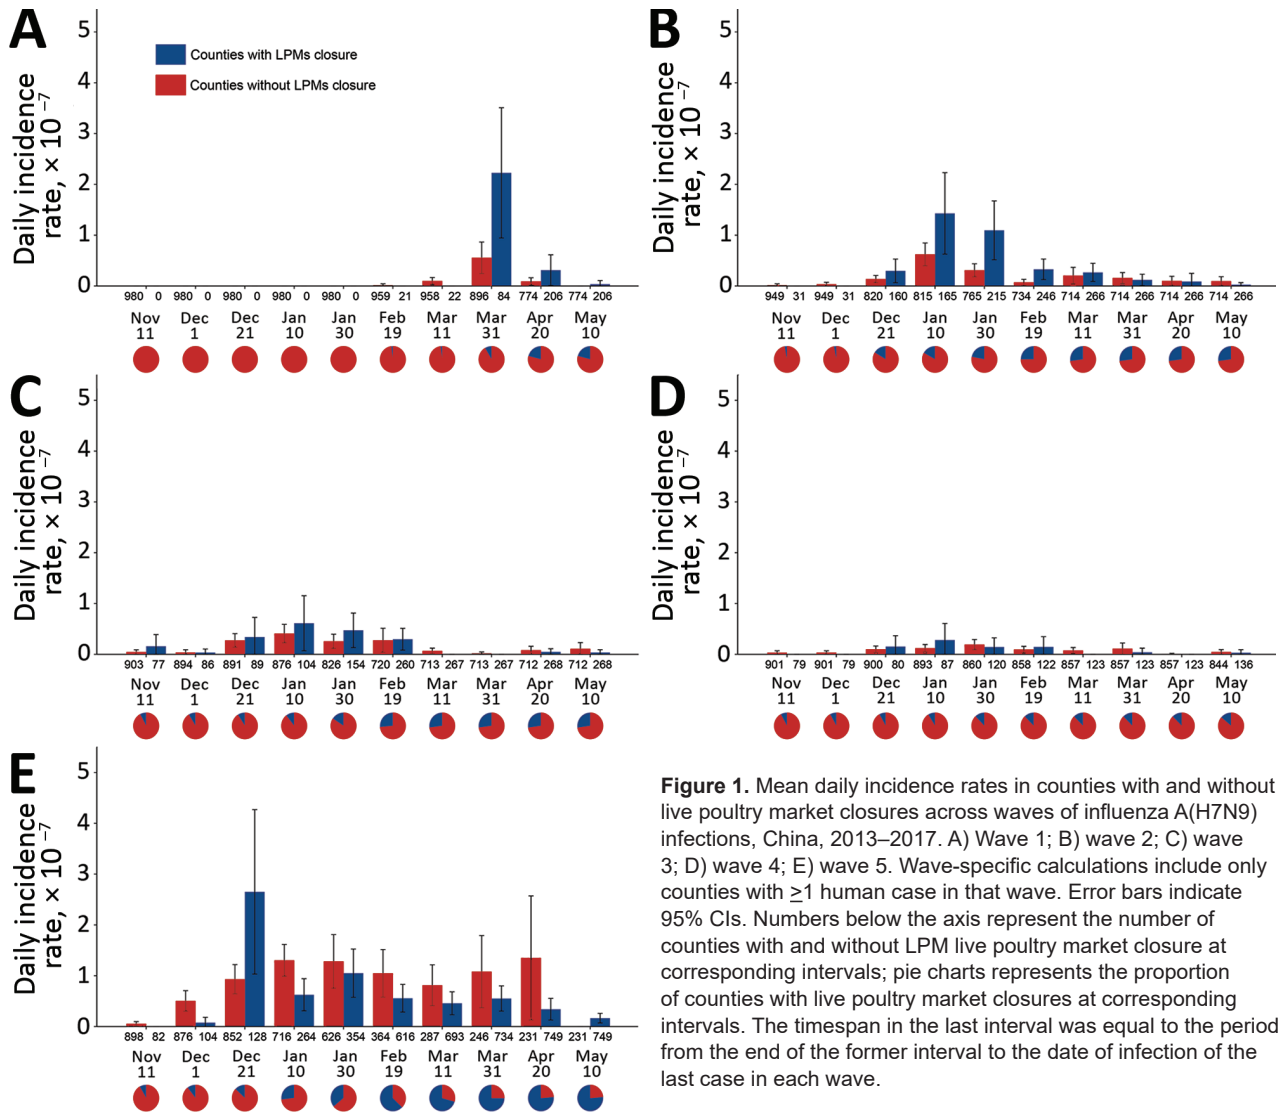 A
Daily incidence
rate, × 10 –7
5
4
3
2
1
0
Counties with LPMs closure
Counties without LPMs closure
980 0 980 0 980 0 980 0 980 0 959 21 958 22 896 84 774 206 774 206
Nov Dec Dec Jan Jan Feb Mar Mar Apr May
11 1 21 10 30 19 11 31 20 10
B
Daily incidence
rate, × 10 –7
5
4
3
2
1
0
949 31 949 31 820 160 815 165 765 215 734 246 714 266 714 266 714 266 714 266
Nov Dec Dec Jan Jan Feb Mar Mar Apr May
11 1 21 10 30 19 11 31 20 10
C
Daily incidence
rate, × 10 –7
5
4
3
2
1
0
903 77 894 86 891 89 876 104 826 154 720 260 713 267 713 267 712 268 712 268
Nov Dec Dec Jan Jan Feb Mar Mar Apr May
11 1 21 10 30 19 11 31 20 10
D
Daily incidence
rate, × 10 –7
5
4
3
2
1
0
901 79 901 79 900 80 893 87 860 120 858 122 857 123 857 123 857 123 844 136
Nov Dec Dec Jan Jan Feb Mar Mar Apr May
11 1 21 10 30 19 11 31 20 10
E
Daily incidence
rate, × 10 –7
5
4
3
2
1
0
898 82 876 104 852 128 716 264 626 354 364 616 287 693 246 734 231 749 231 749
Nov Dec Dec Jan Jan Feb Mar Mar Apr May
11 1 21 10 30 19 11 31 20 10
Figure 1. Mean daily incidence rates in counties with and without
live poultry market closures across waves of influenza A(H7N9)
infections, China, 2013–2017. A) Wave 1; B) wave 2; C) wave
3; D) wave 4; E) wave 5. Wave-specific calculations include only
counties with ≥1 human case in that wave. Error bars indicate
95% CIs. Numbers below the axis represent the number of
counties with and without LPM live poultry market closure at
corresponding intervals; pie charts represents the proportion
of counties with live poultry market closures at corresponding
intervals. The timespan in the last interval was equal to the period
from the end of the former interval to the date of infection of the
last case in each wave.